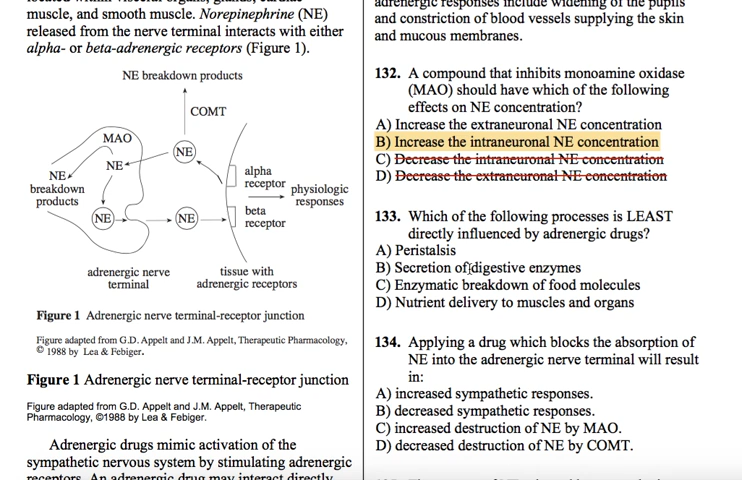 located within visceral organs, glands, cardiac
muscle, and smooth muscle. Norepinephrine (NE)
released from the nerve terminal interacts with either
alpha- or beta-adrenergic receptors (Figure 1).
NE breakdown products
COMT
MAO
NE
NE
NE
breakdown
products
NE
NE
alpha
receptor
beta
receptor
physiologic
responses
adrenergic nerve
terminal
tissue with
adrenergic receptors
Figure 1 Adrenergic nerve terminal-receptor junction
Figure adapted from G.D. Appelt and J.M. Appelt, Therapeutic Pharmacology,
© 1988 by Lea & Febiger.
Figure 1 Adrenergic nerve terminal-receptor junction
Figure adapted from G.D. Appelt and J.M. Appelt, Therapeutic
Pharmacology, ©1988 by Lea & Febiger.
Adrenergic drugs mimic activation of the
sympathetic nervous system by stimulating adrenergic
receptors. An adrenergic drug may interact directly
adrenergic responses include widening of the pupils
and constriction of blood vessels supplying the skin
and mucous membranes.
132. A compound that inhibits monoamine oxidase
(MAO) should have which of the following
effects on NE concentration?
A) Increase the extraneuronal NE concentration
B) Increase the intraneuronal NE concentration
C) Decrease the intraneuronal NE concentration
D) Decrease the extraneuronal NE concentration
133. Which of the following processes is LEAST
directly influenced by adrenergic drugs?
A) Peristalsis
B) Secretion of digestive enzymes
C) Enzymatic breakdown of food molecules
D) Nutrient delivery to muscles and organs
134. Applying a drug which blocks the absorption of
NE into the adrenergic nerve terminal will result
in:
A) increased sympathetic responses.
B) decreased sympathetic responses.
C) increased destruction of NE by MAO.
D) decreased destruction of NE by COMT.